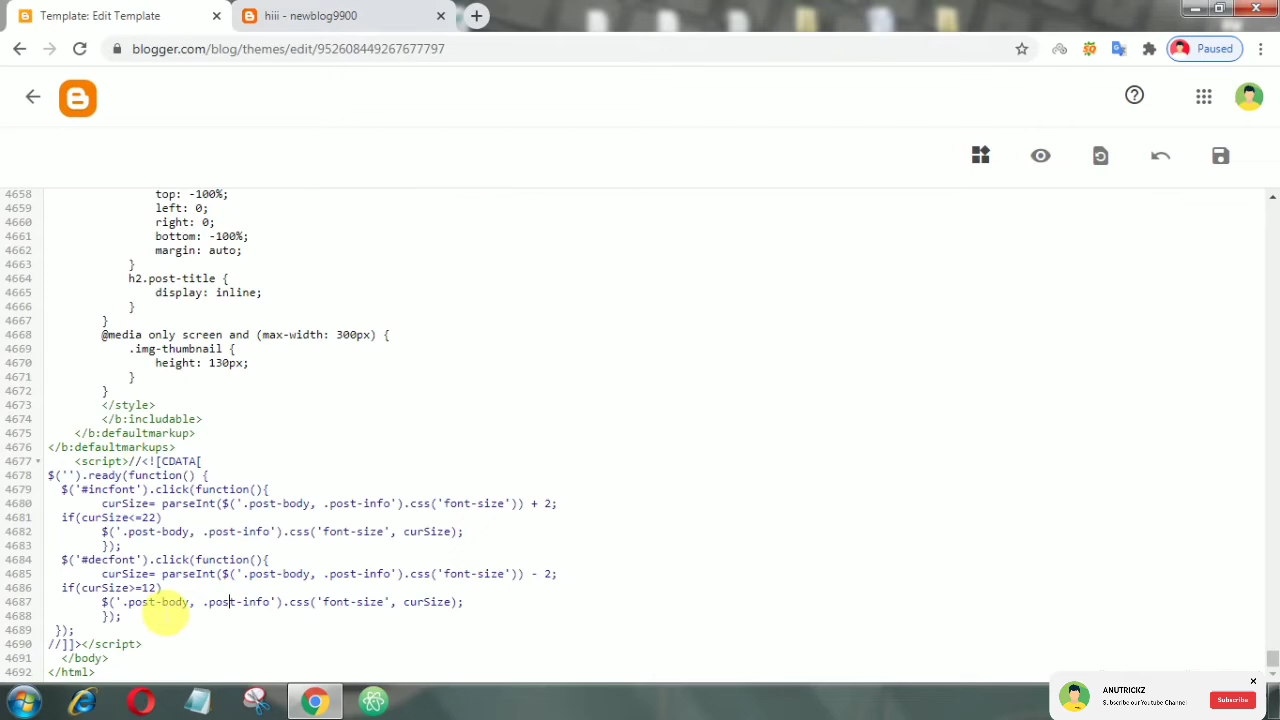 Template: Edit Template
hiii - newblog9900
blogger.com/blog/themes/edit/952608449267677797
Paused
4658 top: -100%;
4659 left: 0;
4660 right: 0;
4661 bottom: -100%;
4662 margin: auto;
4663 }
4664 h2.post-title {
4665 display: inline;
4666 }
4667 }
4668 @media only screen and (max-width: 300px) {
4669 .img-thumbnail {
4670 height: 130px;
4671 }
4672 }
4673 </style>
4674 </b:includable>
4675 </b:defaultmarkup>
4676 </b:defaultmarkups>
4677 <script>//<![CDATA[
4678 $('').ready(function() {
4679 $('#incfont').click(function(){
4680 curSize= parseInt($('.post-body, .post-info').css('font-size')) + 2;
4681 if(curSize<=22)
4682 $('.post-body, .post-info').css('font-size', curSize);
4683 });
4684 $('#decfont').click(function(){
4685 curSize= parseInt($('.post-body, .post-info').css('font-size')) - 2;
4686 if(curSize>=12)
4687 $('.post-body, .post-info').css('font-size', curSize);
4688 });
4689 });
4690 //]]></script>
4691 </body>
4692 </html>
ANUTRICKZ
Subscribe our Youtube Channel
Subscribe